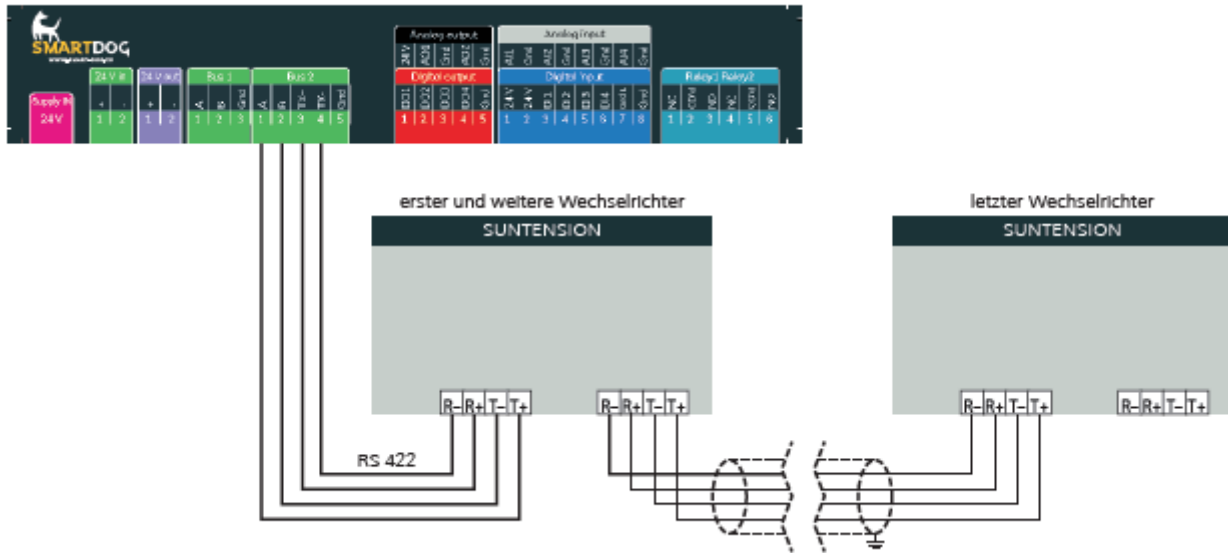 SMARTDOG
Analog output Analog input
24V AO1 Gnd AO2 Gnd AI1 Gnd AI2 Gnd AI3 Gnd AI4 Gnd
24 V in 24 V out Bus 1 Bus 2 Digital output Digital input Relay1 Relay2
Supply IN + - + - A B Gnd A B Gnd DO1 DO2 DO3 DO4 Gnd 24V 24V DI1 DI2 DI3 DI4 Gnd NC COM NO NC COM NO
24 V 1 2 1 2 1 2 3 1 2 3 4 5 1 2 3 4 5 1 2 3 4 5 6 7 8 1 2 3 4 5 6
erster und weitere Wechselrichter letzter Wechselrichter
SUNTENSION SUNTENSION
R– R+ T– T+ R– R+ T– T+ R– R+ T– T+ R– R+ T– T+
RS 422